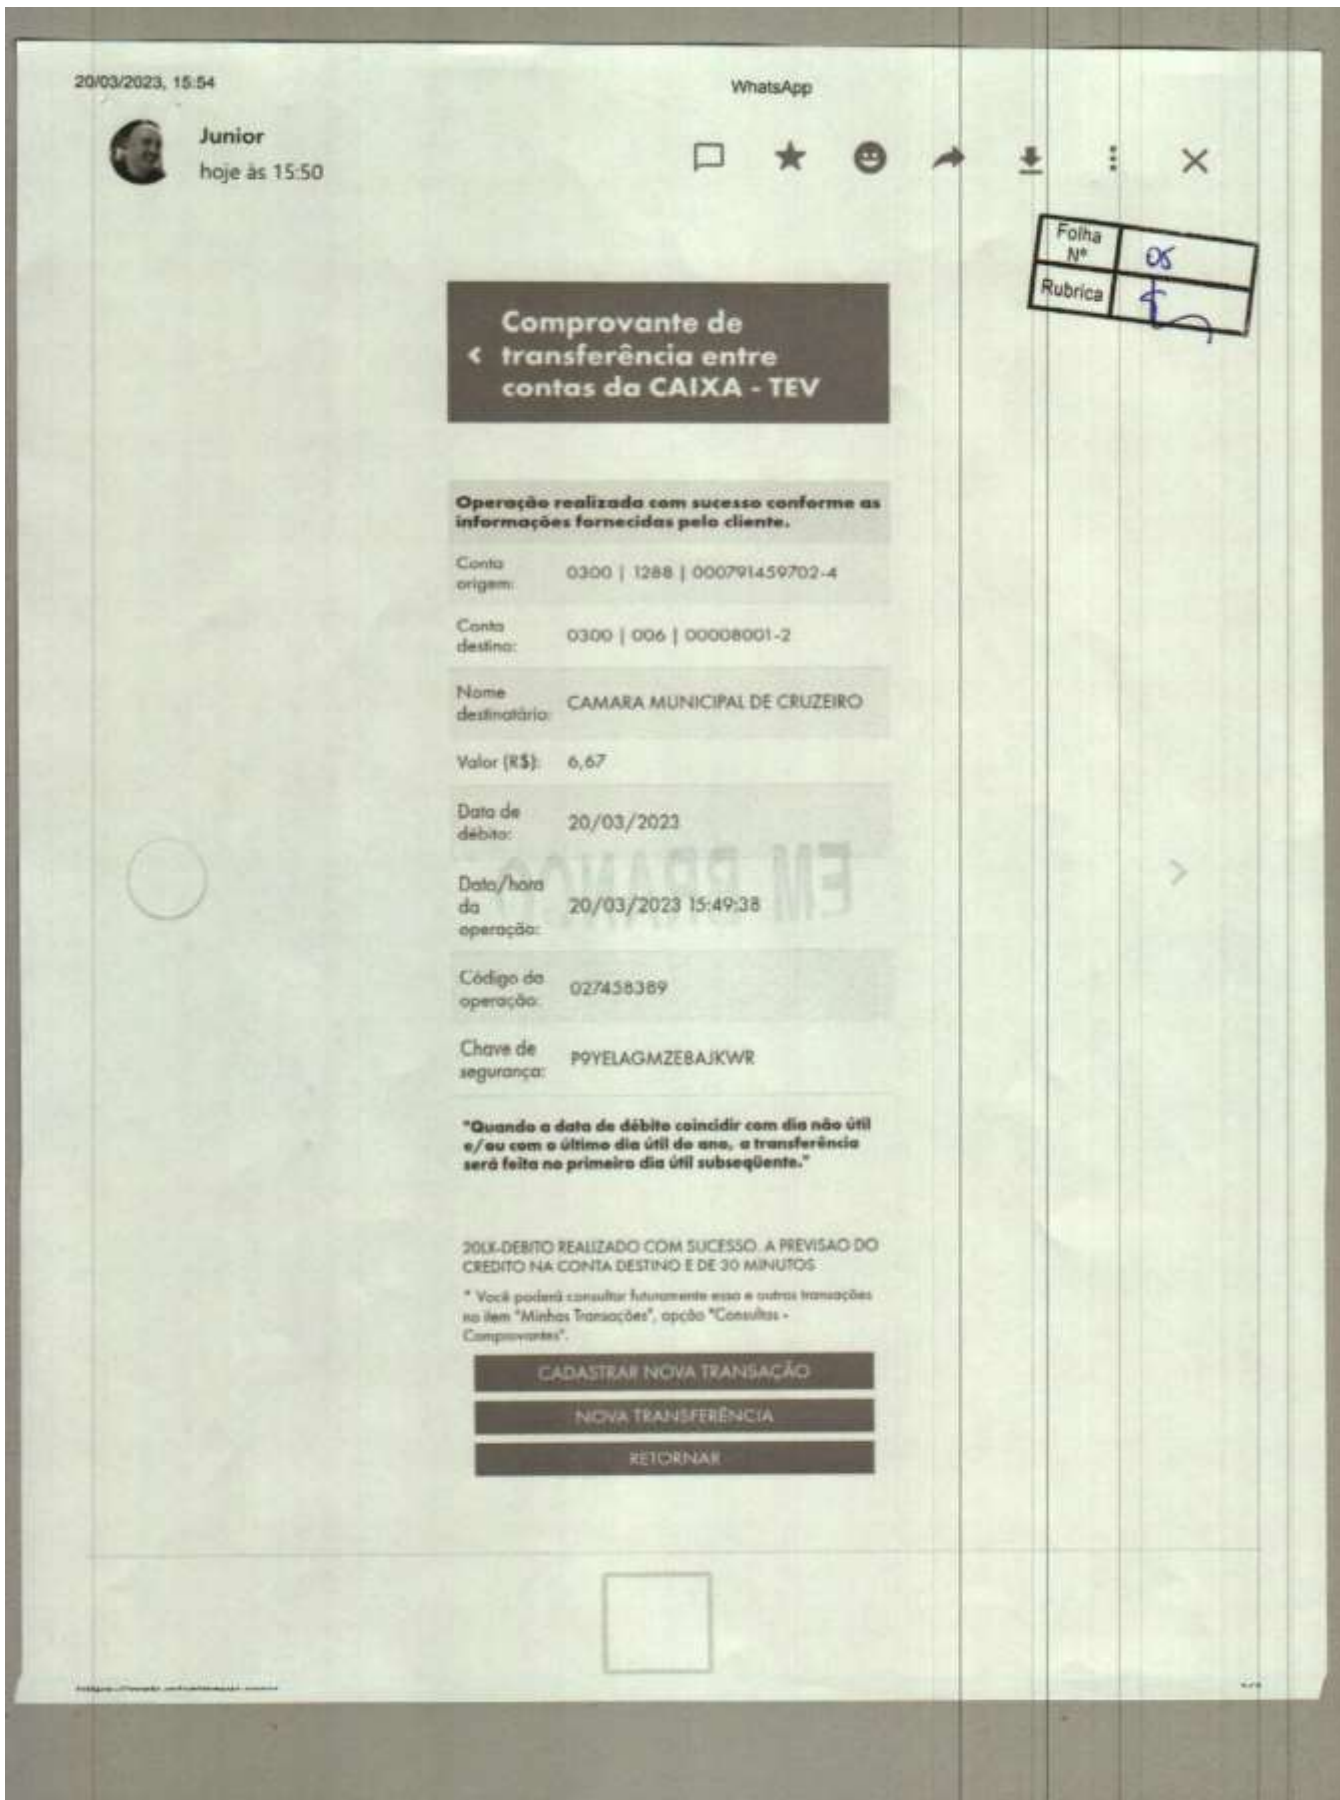 20/03/2023, 15:54
WhatsApp
Junior
hoje às 15:50
Folha
Nº
05
Rubrica
Comprovante de
transferência entre
contas da CAIXA - TEV
Operação realizada com sucesso conforme as
informações fornecidas pelo cliente.
Conta
origem:
0300 | 1288 | 000791459702-4
Conta
destino:
0300 | 006 | 00008001-2
Nome
destinatário:
CAMARA MUNICIPAL DE CRUZEIRO
Valor (R$):
6,67
Data de
débito:
20/03/2023
EM BRANCO
Data/hora
da
operação:
20/03/2023 15:49:38
Código da
operação:
027458389
Chave de
segurança:
P9YELAGMZEBAJKWR
"Quando a data de débito coincidir com dia não útil
e/ou com o último dia útil do ano, a transferência
será feita no primeiro dia útil subseqüente."
20LX-DEBITO REALIZADO COM SUCESSO. A PREVISAO DO
CREDITO NA CONTA DESTINO E DE 30 MINUTOS
* Você poderá consultar futuramente essa e outras transações
no item "Minhas Transações", opção "Consultas -
Comprovantes".
CADASTRAR NOVA TRANSAÇÃO
NOVA TRANSFERÊNCIA
RETORNAR